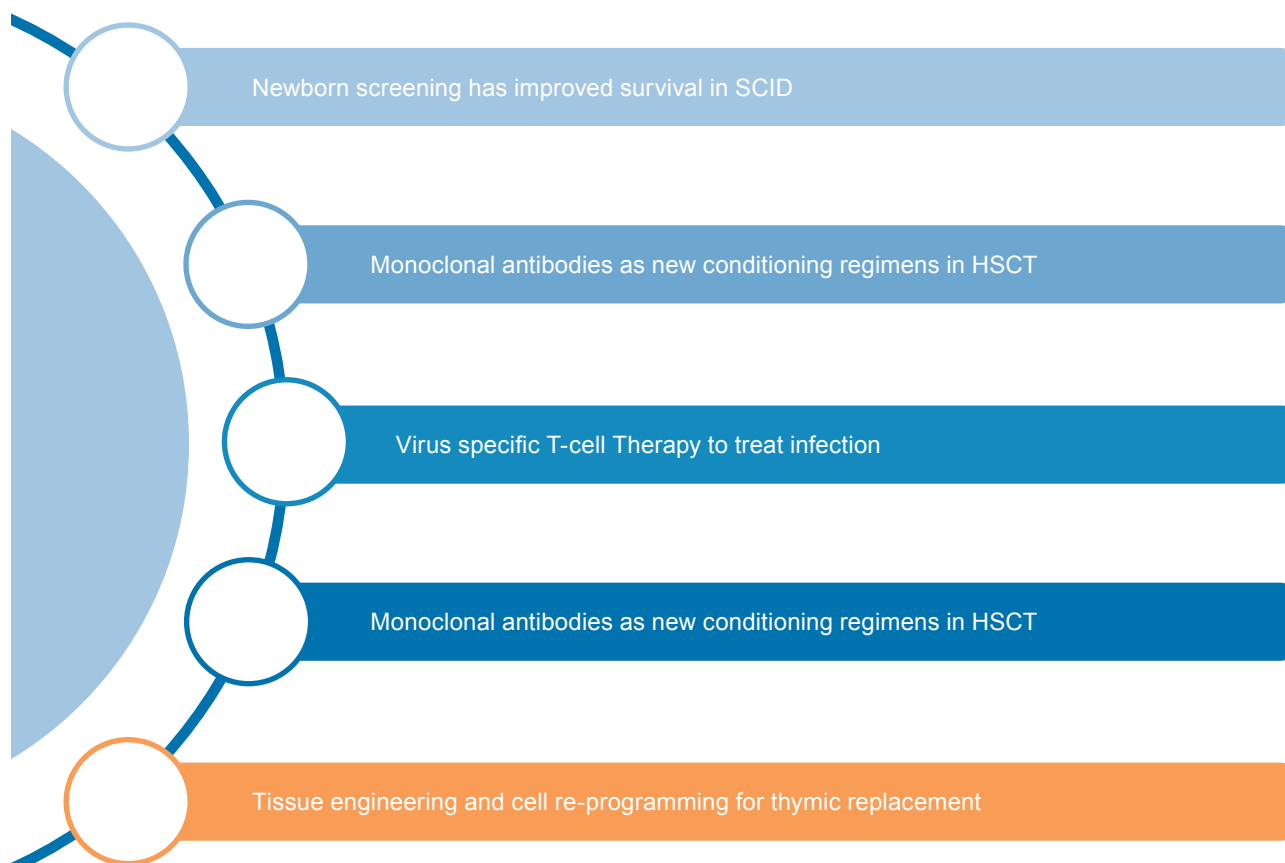 Newborn screening has improved survival in SCID
Monoclonal antibodies as new conditioning regimens in HSCT
Virus specific T-cell Therapy to treat infection
Monoclonal antibodies as new conditioning regimens in HSCT
Tissue engineering and cell re-programming for thymic replacement